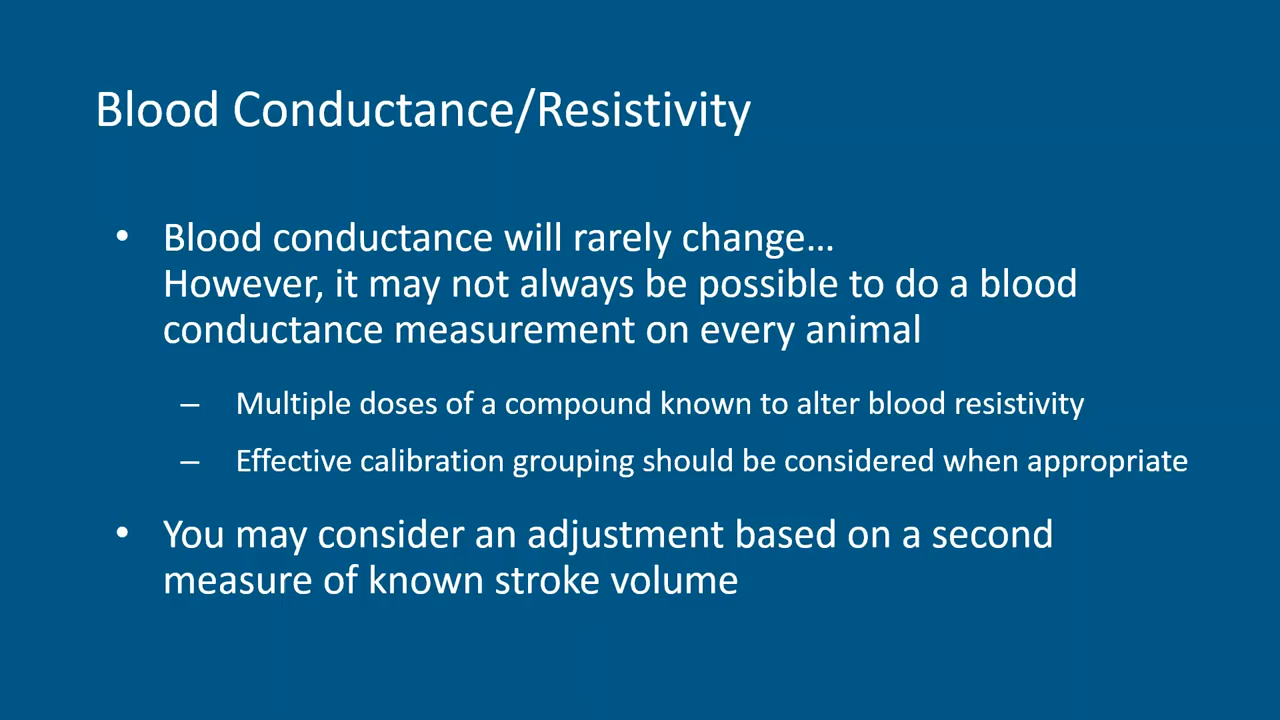 Blood Conductance/Resistivity
• Blood conductance will rarely change…
However, it may not always be possible to do a blood
conductance measurement on every animal
– Multiple doses of a compound known to alter blood resistivity
– Effective calibration grouping should be considered when appropriate
• You may consider an adjustment based on a second
measure of known stroke volume